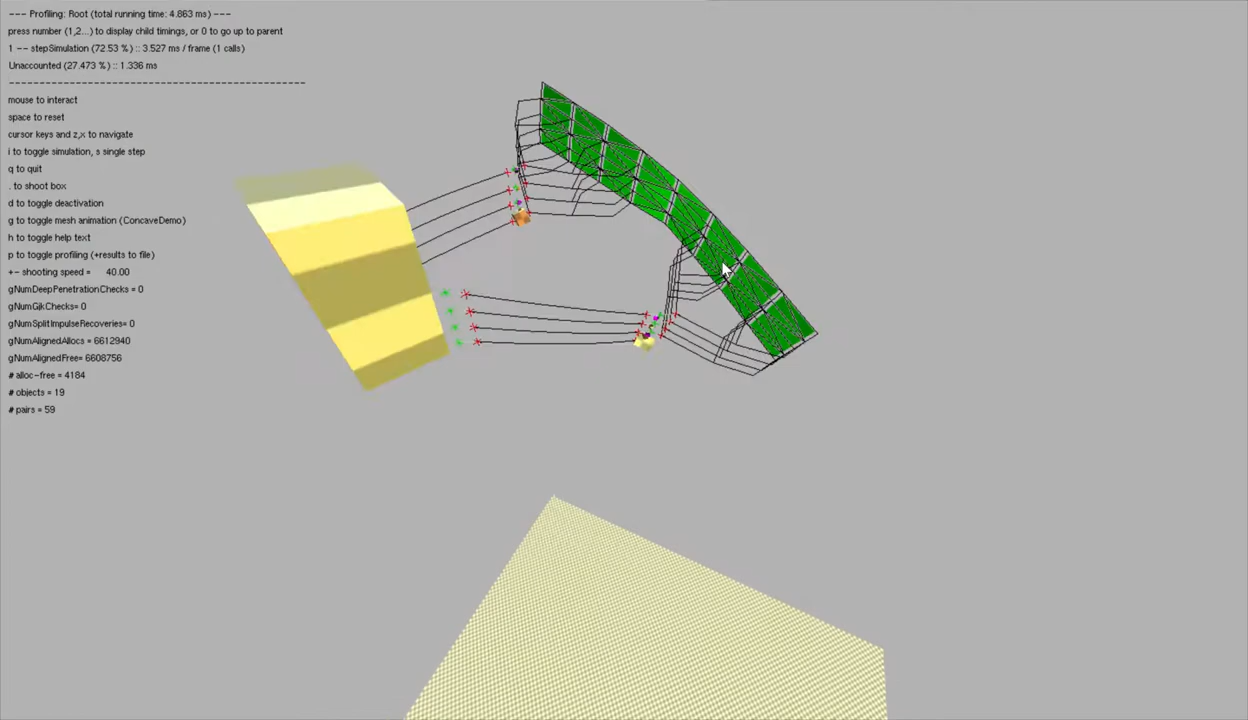 --- Profiling: Root (total running time: 4.863 ms) ---
press number (1,2...) to display child timings, or 0 to go up to parent
1 -- stepSimulation (72.53 %) :: 3.527 ms / frame (1 calls)
Unaccounted (27.473 %) :: 1.336 ms
-------------------------------------------------
mouse to interact
space to reset
cursor keys and z,x to navigate
i to toggle simulation, s single step
q to quit
. to shoot box
d to toggle deactivation
g to toggle mesh animation (ConcaveDemo)
h to toggle help text
p to toggle profiling (+results to file)
+- shooting speed = 40.00
gNumDeepPenetrationChecks = 0
gNumGjkChecks= 0
gNumSplitImpulseRecoveries= 0
gNumAlignedAllocs = 6612940
gNumAlignedFree= 6608756
# alloc-free = 4184
# objects = 19
# pairs = 59